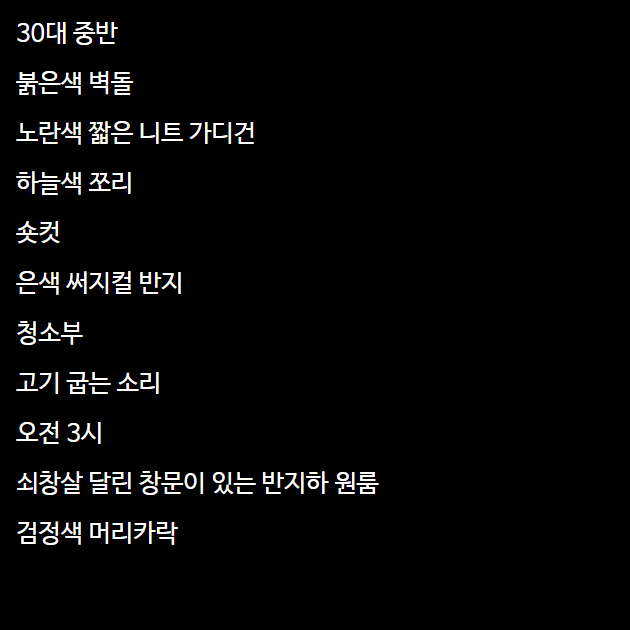 30대 중반
붉은색 벽돌
노란색 짧은 니트 가디건
하늘색 쪼리
숏컷
은색 써지컬 반지
청소부
고기 굽는 소리
오전 3시
쇠창살 달린 창문이 있는 반지하 원룸
검정색 머리카락